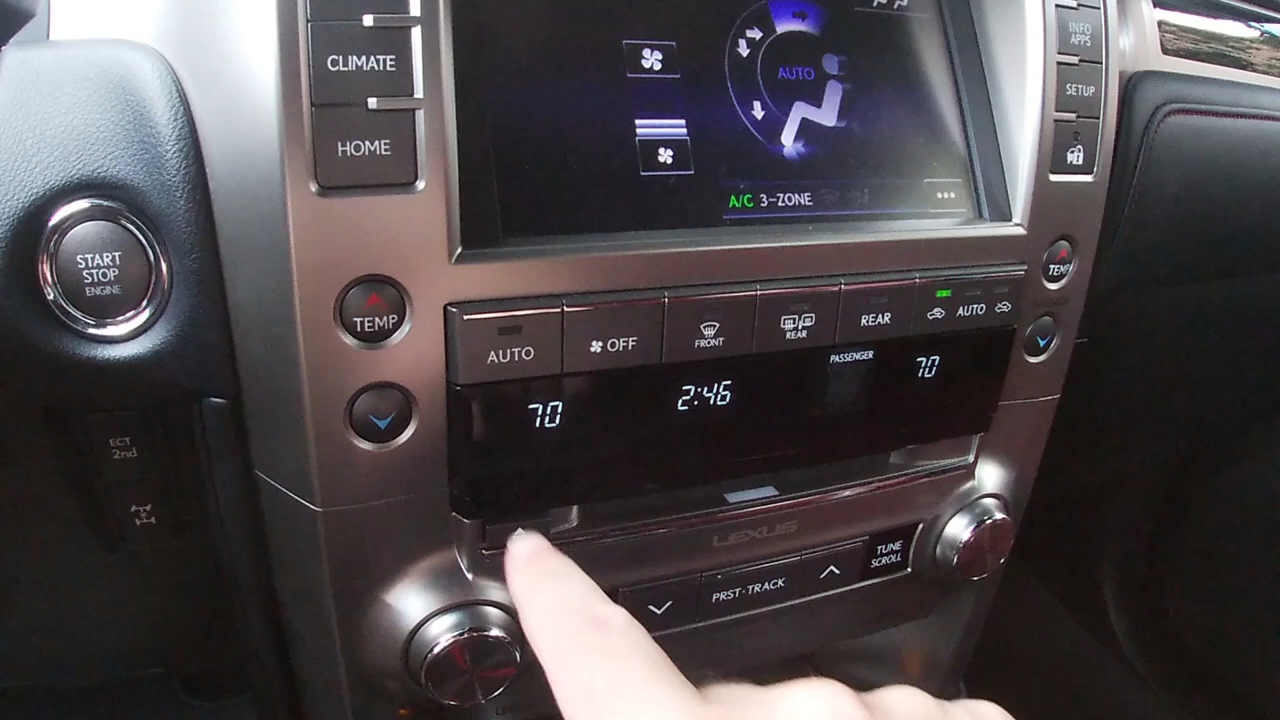 CLIMATE
HOME
START
STOP
ENGINE
ECT
2nd
AUTO
A/C 3-ZONE
INFO
APPS
SETUP
TEMP
TEMP
AUTO
OFF
FRONT
REAR
REAR
AUTO
70
2:46
PASSENGER
70
LEXUS
PRST·TRACK
TUNE
SCROLL